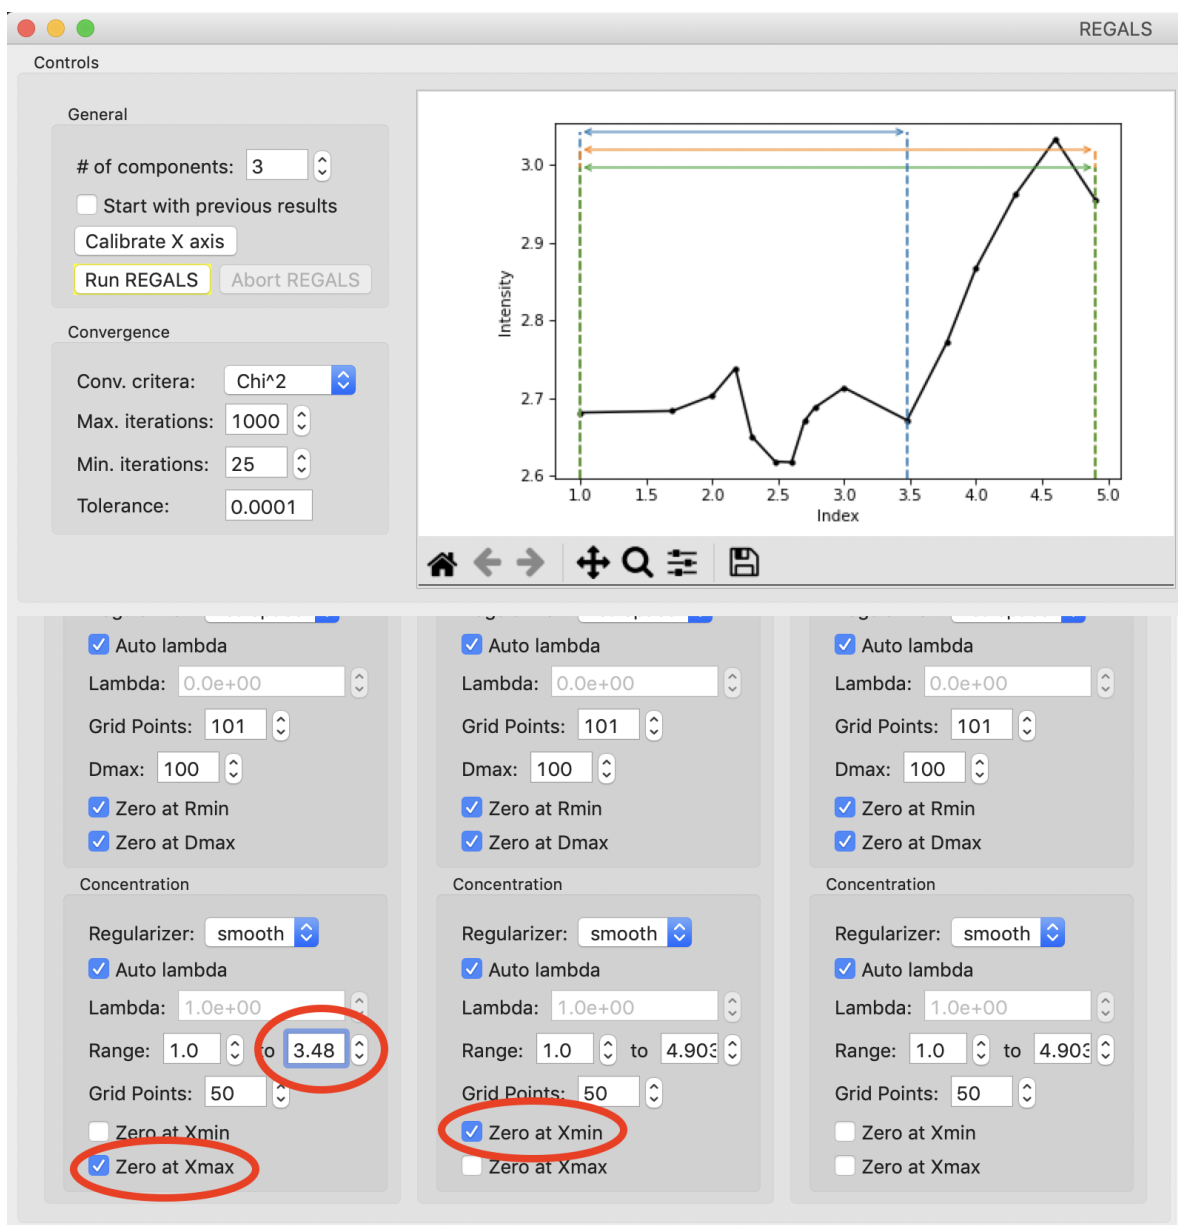 REGALS
Controls
General
# of components: 3
Start with previous results
Calibrate X axis
Run REGALS Abort REGALS
Convergence
Conv. critera: Chi^2
Max. iterations: 1000
Min. iterations: 25
Tolerance: 0.0001
3.0
2.9
2.8
2.7
2.6
Intensity
1.0 1.5 2.0 2.5 3.0 3.5 4.0 4.5 5.0
Index
Auto lambda Auto lambda Auto lambda
Lambda: 0.0e+00 Lambda: 0.0e+00 Lambda: 0.0e+00
Grid Points: 101 Grid Points: 101 Grid Points: 101
Dmax: 100 Dmax: 100 Dmax: 100
Zero at Rmin Zero at Rmin Zero at Rmin
Zero at Dmax Zero at Dmax Zero at Dmax
Concentration Concentration Concentration
Regularizer: smooth Regularizer: smooth Regularizer: smooth
Auto lambda Auto lambda Auto lambda
Lambda: 1.0e+00 Lambda: 1.0e+00 Lambda: 1.0e+00
Range: 1.0 to 3.48 Range: 1.0 to 4.903 Range: 1.0 to 4.903
Grid Points: 50 Grid Points: 50 Grid Points: 50
Zero at Xmin Zero at Xmin Zero at Xmin
Zero at Xmax Zero at Xmax Zero at Xmax